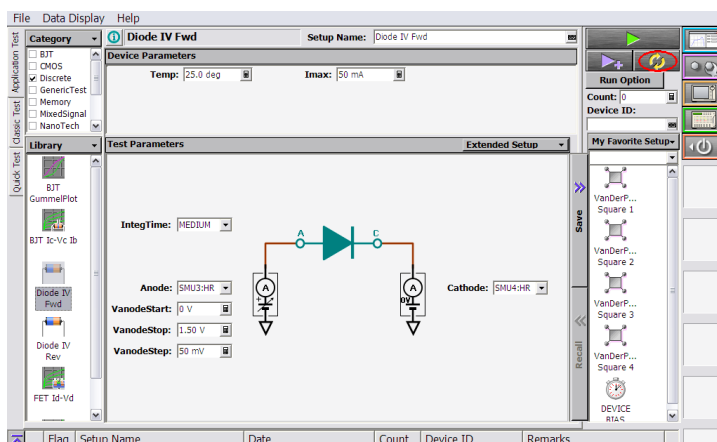 File Data Display Help
Application Test
Classic Test
Quick Test
Category
BJT
CMOS
Discrete
GenericTest
Memory
MixedSignal
NanoTech
Library
BJT
GummelPlot
BJT Ic-Vc Ib
Diode IV
Fwd
Diode IV
Rev
FET Id-Vd
Diode IV Fwd
Setup Name: Diode IV Fwd
Device Parameters
Temp: 25.0 deg
Imax: 50 mA
Test Parameters
Extended Setup
IntegTime: MEDIUM
A
C
A
A
0V
Anode: SMU3:HR
Cathode: SMU4:HR
VanodeStart: 0 V
VanodeStop: 1.50 V
VanodeStep: 50 mV
Save
Recall
Run Option
Count: 0
Device ID:
My Favorite Setup
VanDerP...
Square 1
VanDerP...
Square 2
VanDerP...
Square 3
VanDerP...
Square 4
DEVICE
BIAS
Flag Setup Name Date Count Device ID Remarks